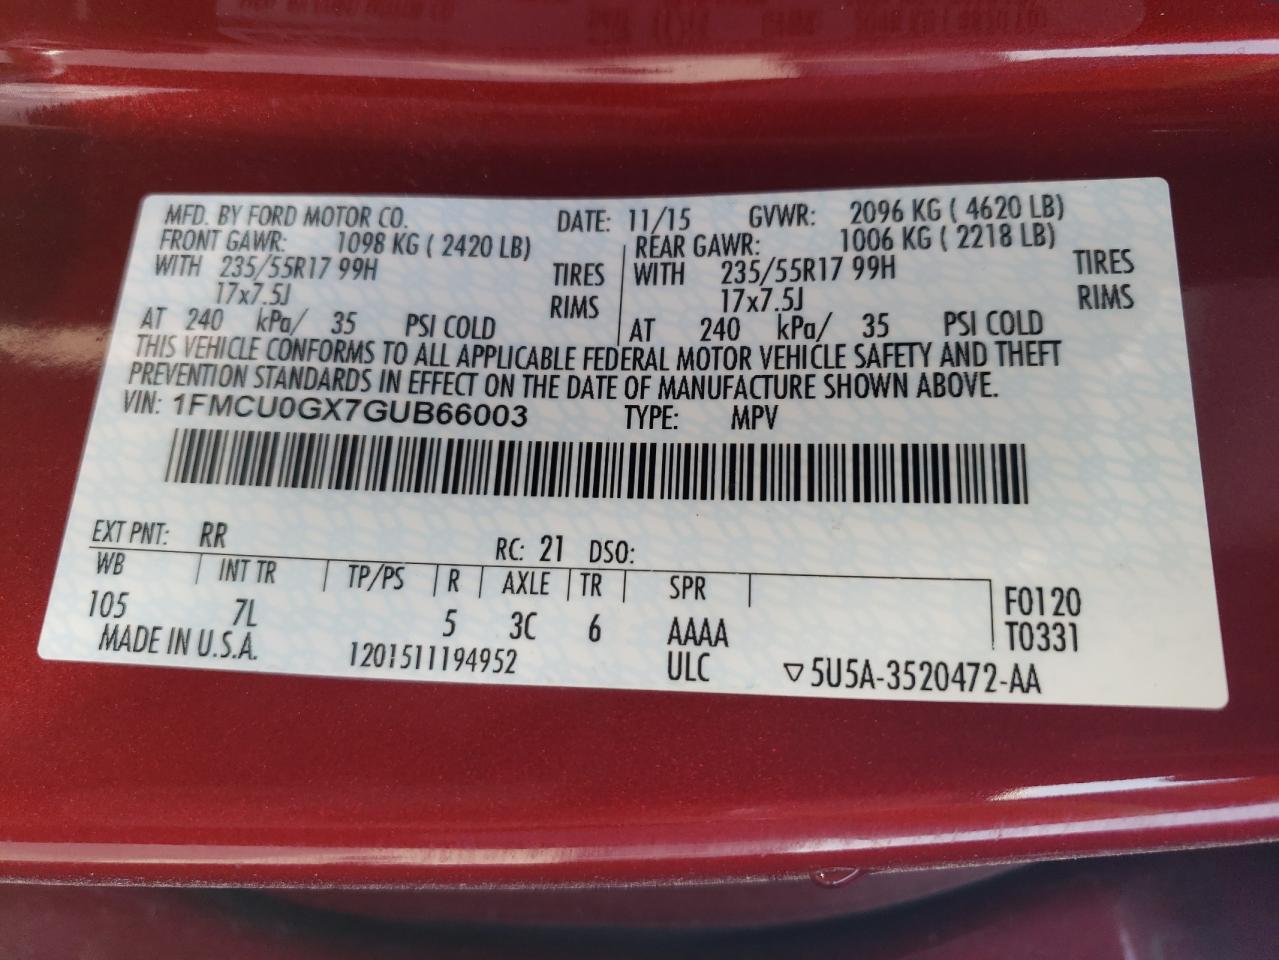 MFD. BY FORD MOTOR CO. DATE: 11/15 GVWR: 2096 KG ( 4620 LB)
FRONT GAWR: 1098 KG ( 2420 LB) REAR GAWR: 1006 KG ( 2218 LB)
WITH 235/55R17 99H TIRES WITH 235/55R17 99H TIRES
17x7.5J RIMS 17x7.5J RIMS
AT 240 kPa/ 35 PSI COLD AT 240 kPa/ 35 PSI COLD
THIS VEHICLE CONFORMS TO ALL APPLICABLE FEDERAL MOTOR VEHICLE SAFETY AND THEFT
PREVENTION STANDARDS IN EFFECT ON THE DATE OF MANUFACTURE SHOWN ABOVE.
VIN: 1FMCU0GX7GUB66003 TYPE: MPV
EXT PNT: RR RC: 21 DSO:
WB INT TR TP/PS R AXLE TR SPR F0120
105 7L 5 3C 6 AAAA T0331
MADE IN U.S.A. 1201511194952 ULC ▽5U5A-3520472-AA